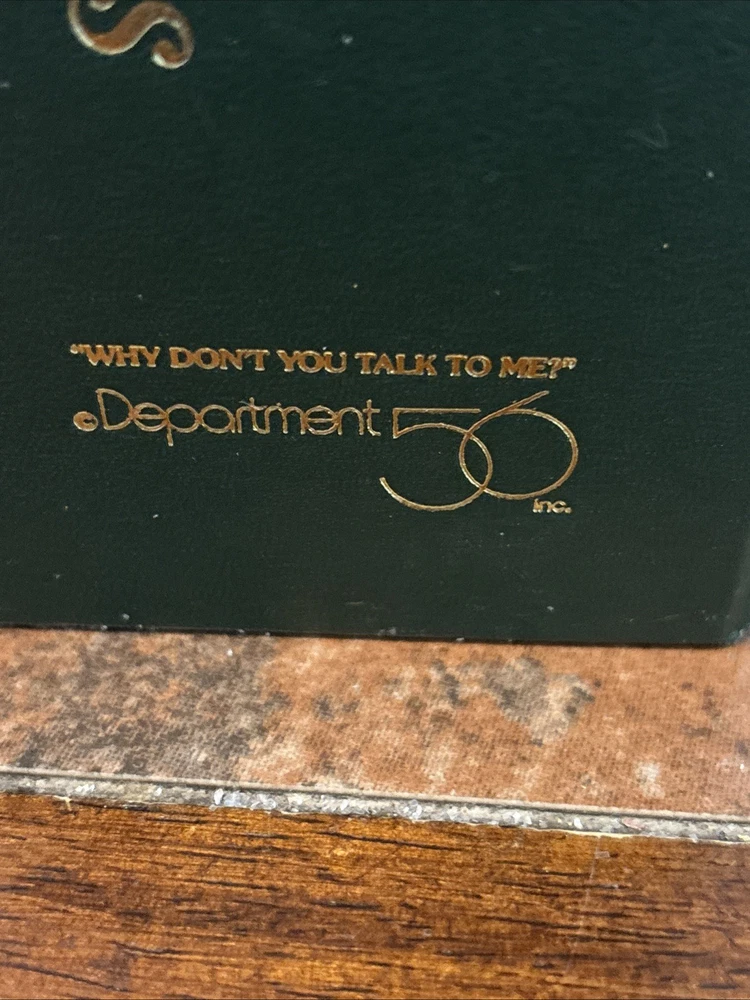 S
“WHY DON'T YOU TALK TO ME?”
©Department 56
inc.